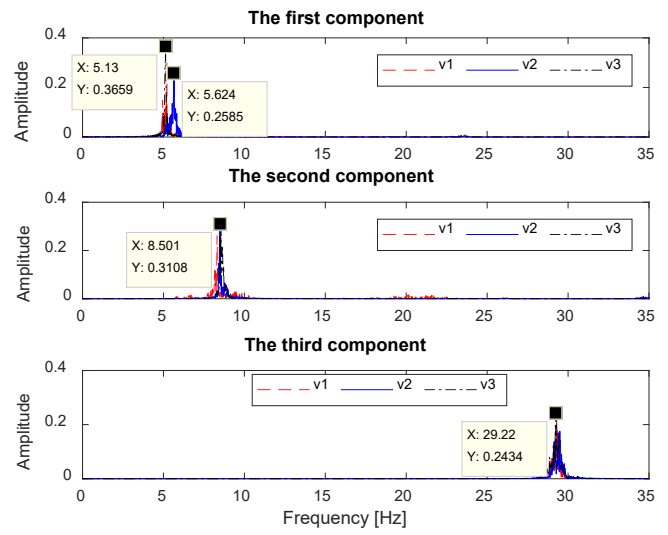 The first component
0.4
X: 5.13
Y: 0.3659
X: 5.624
Y: 0.2585
v1 v2 v3
Amplitude
0.2
0
0 5 10 15 20 25 30 35
The second component
0.4
X: 8.501
Y: 0.3108
v1 v2 v3
Amplitude
0.2
0
0 5 10 15 20 25 30 35
The third component
0.4
v1 v2 v3
X: 29.22
Y: 0.2434
Amplitude
0.2
0
0 5 10 15 20 25 30 35
Frequency [Hz]